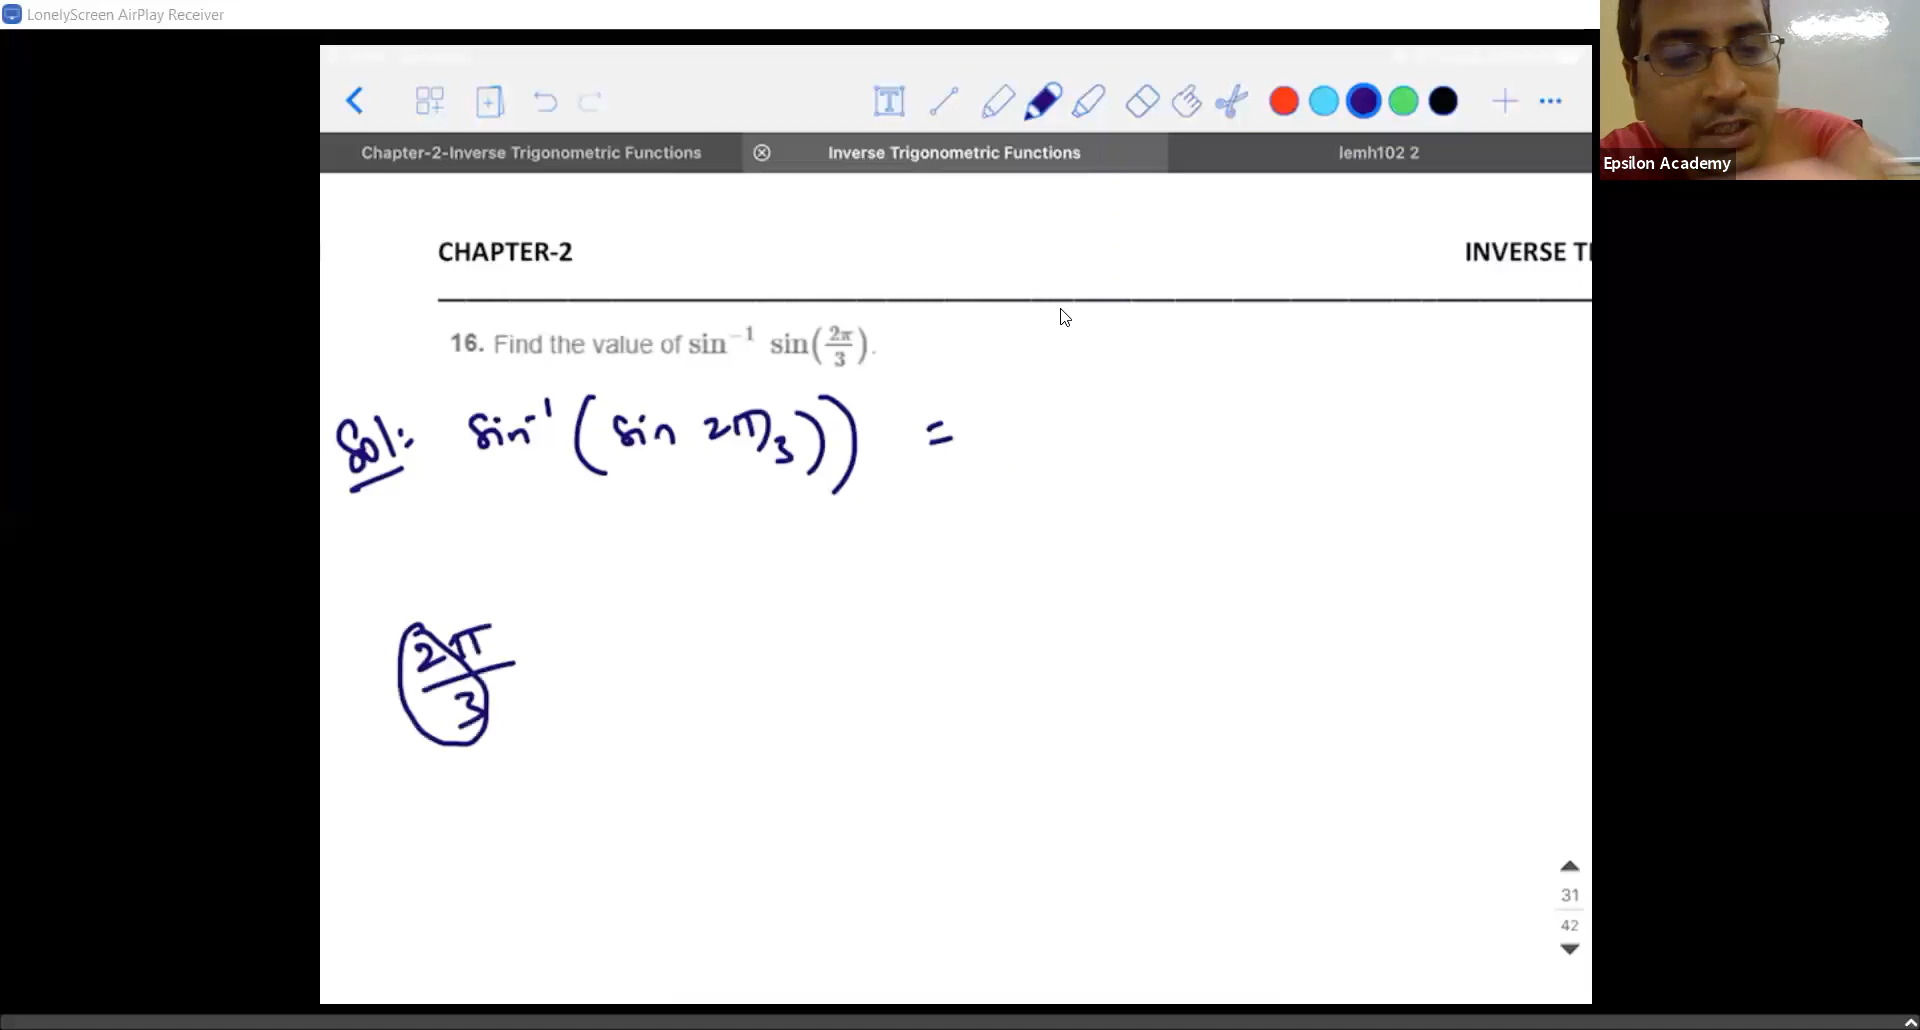 LonelyScreen AirPlay Receiver
Chapter-2-Inverse Trigonometric Functions
Inverse Trigonometric Functions
lemh102 2
Epsilon Academy
CHAPTER-2
INVERSE TI
16. Find the value of sin⁻¹ sin(2π/3).
Sol: sin⁻¹ (sin 2π/3)) =
2π/3
31
42